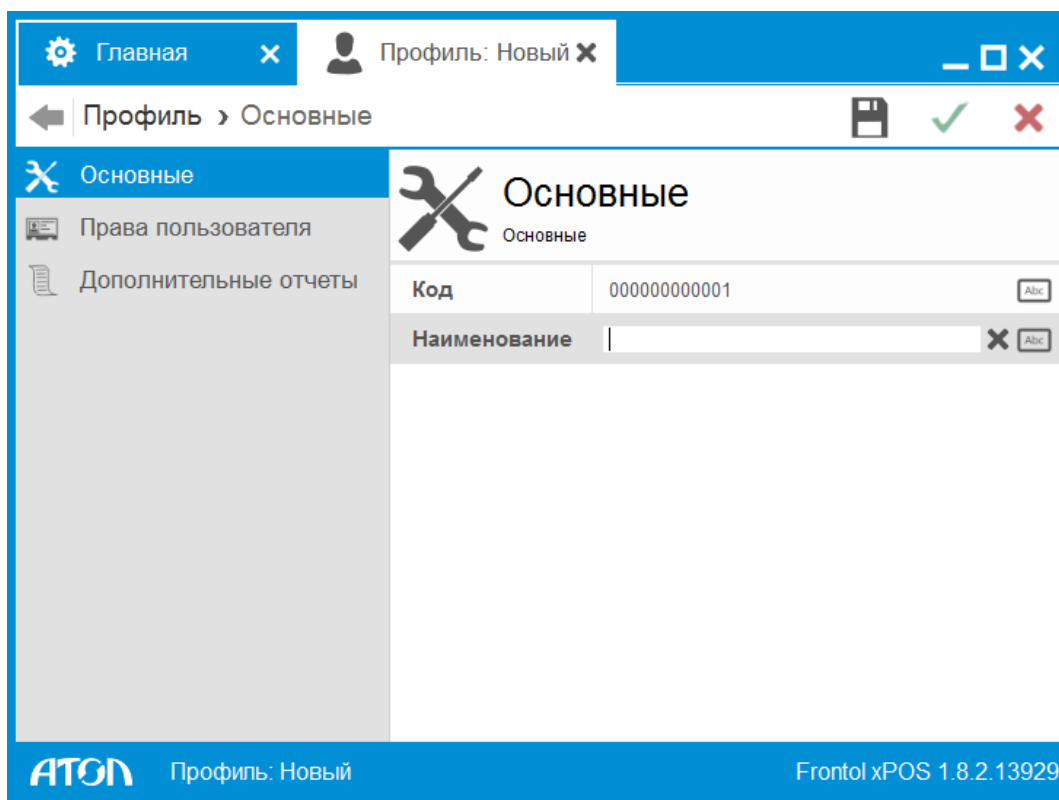 Главная
Профиль: Новый
Профиль › Основные
Основные
Права пользователя
Дополнительные отчеты
Основные
Основные
Код 000000000001 Abc
Наименование Abc
ATOL Профиль: Новый Frontol xPOS 1.8.2.13929